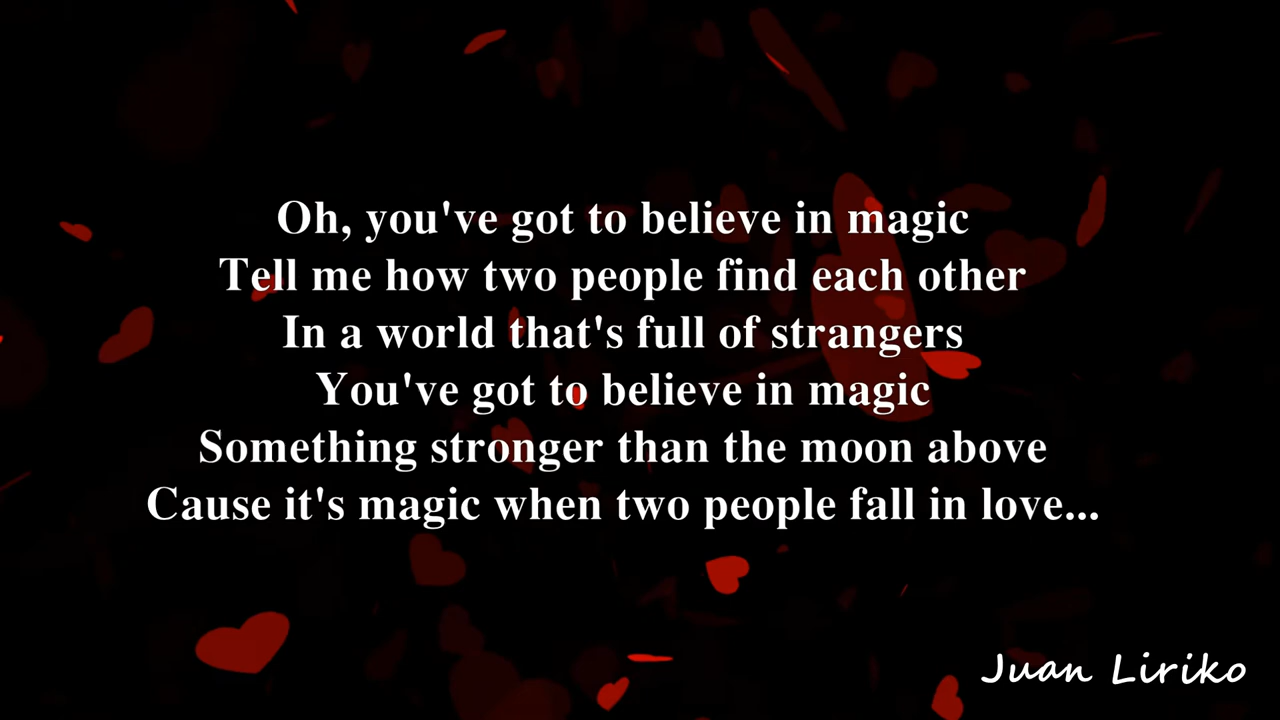 Oh, you've got to believe in magic
Tell me how two people find each other
In a world that's full of strangers
You've got to believe in magic
Something stronger than the moon above
Cause it's magic when two people fall in love...
Juan Liriko